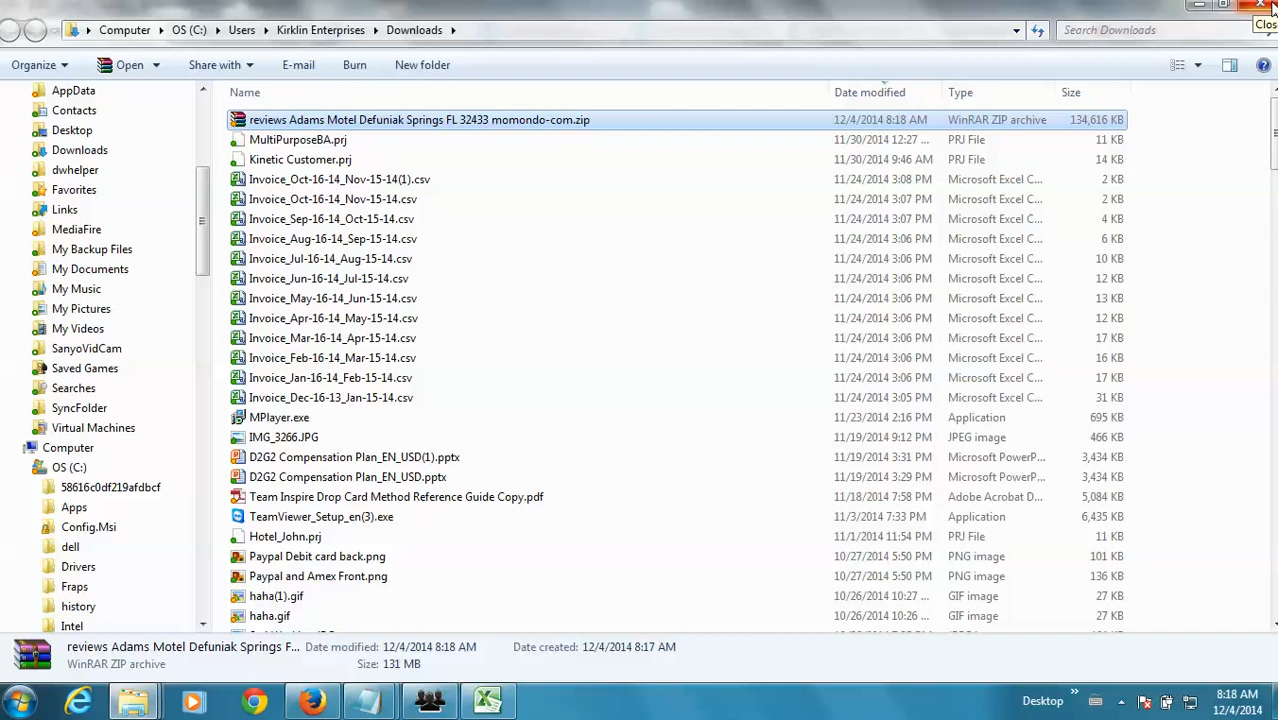 Clos
Computer ▸ OS (C:) ▸ Users ▸ Kirklin Enterprises ▸ Downloads ▸ Search Downloads
Organize Open Share with E-mail Burn New folder
AppData
Contacts
Desktop
Downloads
dwhelper
Favorites
Links
MediaFire
My Backup Files
My Documents
My Music
My Pictures
My Videos
SanyoVidCam
Saved Games
Searches
SyncFolder
Virtual Machines
Computer
OS (C:)
58616c0df219afdbcf
Apps
Config.Msi
dell
Drivers
Fraps
history
Intel
Name Date modified Type Size
reviews Adams Motel Defuniak Springs FL 32433 momondo-com.zip 12/4/2014 8:18 AM WinRAR ZIP archive 134,616 KB
MultiPurposeBA.prj 11/30/2014 12:27 ... PRJ File 11 KB
Kinetic Customer.prj 11/30/2014 9:46 AM PRJ File 14 KB
Invoice_Oct-16-14_Nov-15-14(1).csv 11/24/2014 3:08 PM Microsoft Excel C... 2 KB
Invoice_Oct-16-14_Nov-15-14.csv 11/24/2014 3:07 PM Microsoft Excel C... 2 KB
Invoice_Sep-16-14_Oct-15-14.csv 11/24/2014 3:07 PM Microsoft Excel C... 4 KB
Invoice_Aug-16-14_Sep-15-14.csv 11/24/2014 3:06 PM Microsoft Excel C... 6 KB
Invoice_Jul-16-14_Aug-15-14.csv 11/24/2014 3:06 PM Microsoft Excel C... 10 KB
Invoice_Jun-16-14_Jul-15-14.csv 11/24/2014 3:06 PM Microsoft Excel C... 12 KB
Invoice_May-16-14_Jun-15-14.csv 11/24/2014 3:06 PM Microsoft Excel C... 13 KB
Invoice_Apr-16-14_May-15-14.csv 11/24/2014 3:06 PM Microsoft Excel C... 12 KB
Invoice_Mar-16-14_Apr-15-14.csv 11/24/2014 3:06 PM Microsoft Excel C... 17 KB
Invoice_Feb-16-14_Mar-15-14.csv 11/24/2014 3:06 PM Microsoft Excel C... 16 KB
Invoice_Jan-16-14_Feb-15-14.csv 11/24/2014 3:06 PM Microsoft Excel C... 17 KB
Invoice_Dec-16-13_Jan-15-14.csv 11/24/2014 3:05 PM Microsoft Excel C... 31 KB
MPlayer.exe 11/23/2014 2:16 PM Application 695 KB
IMG_3266.JPG 11/19/2014 9:12 PM JPEG image 466 KB
D2G2 Compensation Plan_EN_USD(1).pptx 11/19/2014 3:31 PM Microsoft PowerP... 3,434 KB
D2G2 Compensation Plan_EN_USD.pptx 11/19/2014 3:29 PM Microsoft PowerP... 3,434 KB
Team Inspire Drop Card Method Reference Guide Copy.pdf 11/18/2014 7:58 PM Adobe Acrobat D... 5,084 KB
TeamViewer_Setup_en(3).exe 11/3/2014 7:33 PM Application 6,435 KB
Hotel_John.prj 11/1/2014 11:54 PM PRJ File 11 KB
Paypal Debit card back.png 10/27/2014 5:50 PM PNG image 101 KB
Paypal and Amex Front.png 10/27/2014 5:50 PM PNG image 136 KB
haha(1).gif 10/26/2014 10:27 ... GIF image 27 KB
haha.gif 10/26/2014 10:26 ... GIF image 27 KB
reviews Adams Motel Defuniak Springs F... Date modified: 12/4/2014 8:18 AM Date created: 12/4/2014 8:17 AM
WinRAR ZIP archive Size: 131 MB
Desktop » 8:18 AM
12/4/2014